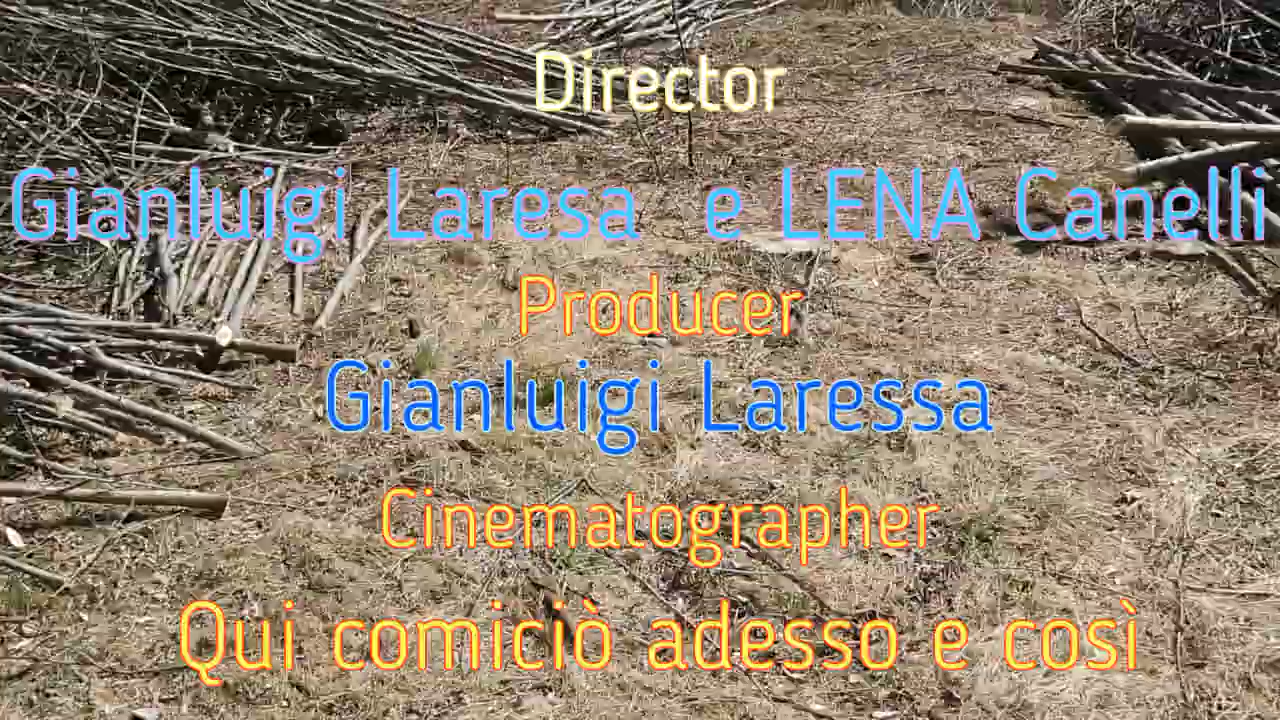 Director
Gianluigi Laresa e LENA Canelli
Producer
Gianluigi Laressa
Cinematographer
Qui comiciò adesso e così